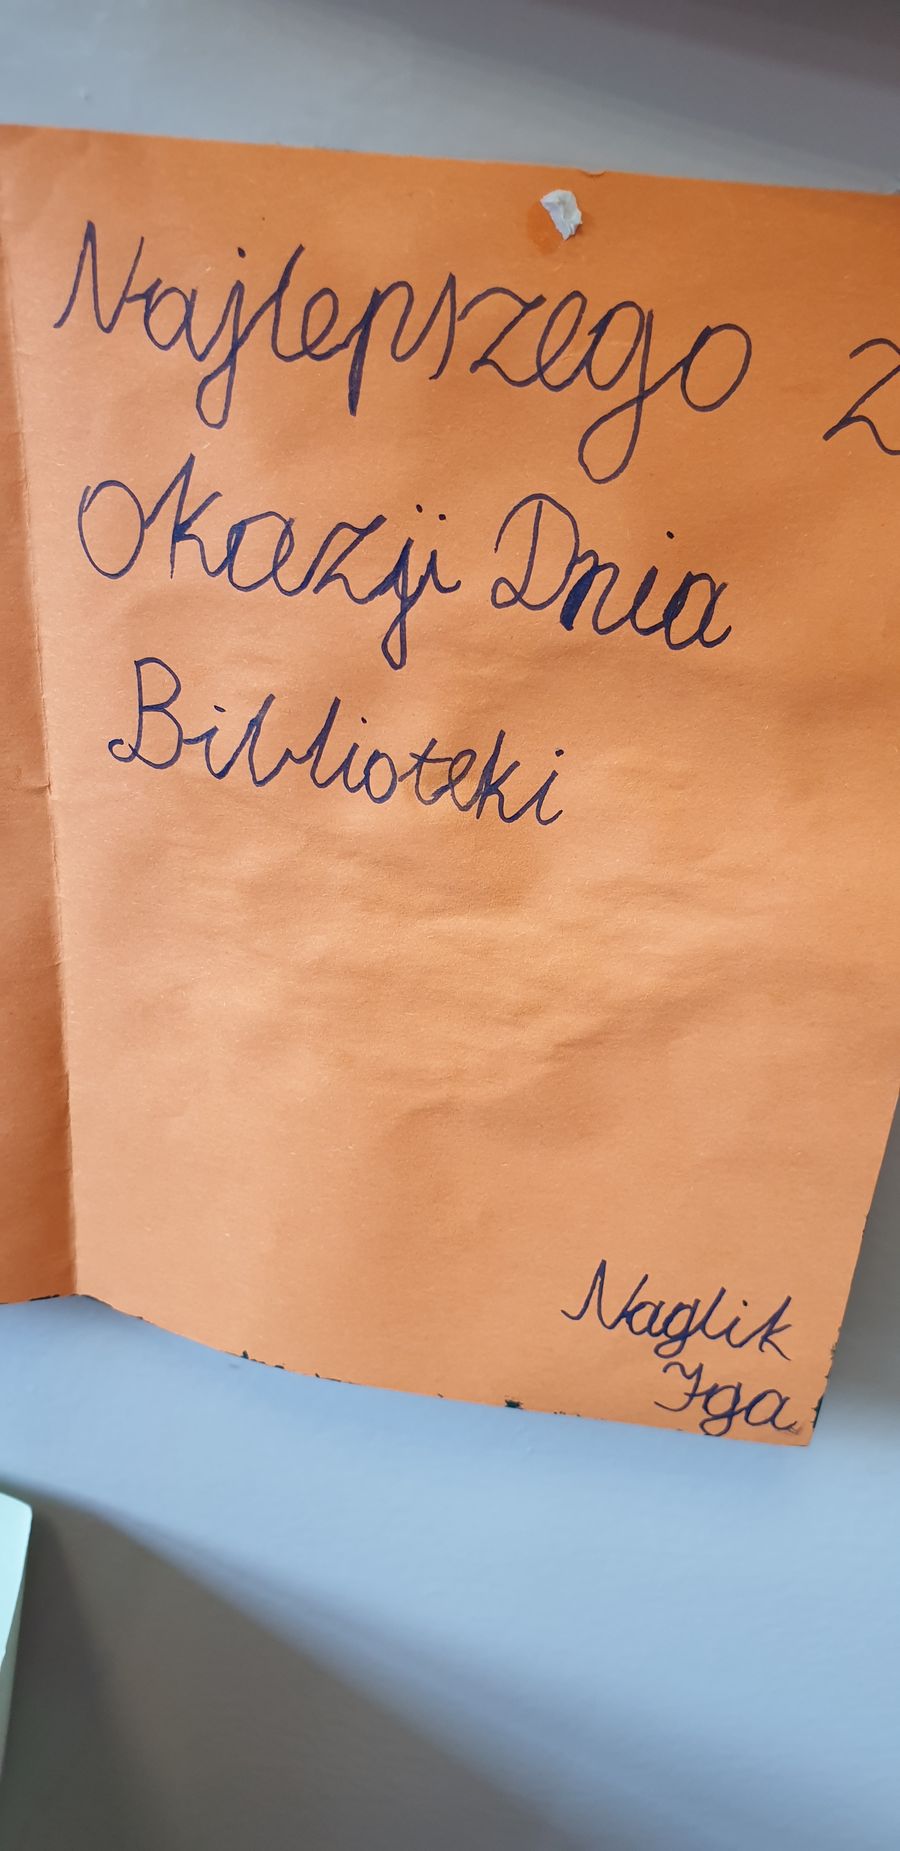 Najlepszego z
okazji Dnia
Biblioteki
Naglik
Iga